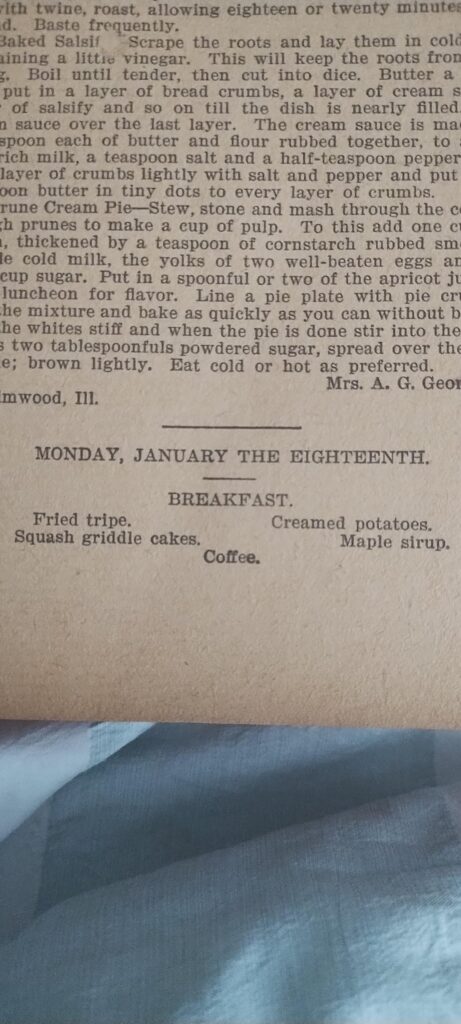 with twine, roast, allowing eighteen or twenty minutes
d. Baste frequently.
Baked Salsif Scrape the roots and lay them in cold
aining a little vinegar. This will keep the roots from
g. Boil until tender, then cut into dice. Butter a
put in a layer of bread crumbs, a layer of cream s
of salsify and so on till the dish is nearly filled
n sauce over the last layer. The cream sauce is ma
spoon each of butter and flour rubbed together, to
rich milk, a teaspoon salt and a half-teaspoon pepper
layer of crumbs lightly with salt and pepper and put
oon butter in tiny dots to every layer of crumbs.
rune Cream Pie—Stew, stone and mash through the co
gh prunes to make a cup of pulp. To this add one cu
, thickened by a teaspoon of cornstarch rubbed smo
le cold milk, the yolks of two well-beaten eggs an
cup sugar. Put in a spoonful or two of the apricot ju
luncheon for flavor. Line a pie plate with pie cru
the mixture and bake as quickly as you can without b
the whites stiff and when the pie is done stir into the
s two tablespoonfuls powdered sugar, spread over the
e; brown lightly. Eat cold or hot as preferred.
Mrs. A. G. Geor
lmwood, Ill.
MONDAY, JANUARY THE EIGHTEENTH.
BREAKFAST.
Fried tripe. Creamed potatoes.
Squash griddle cakes. Maple sirup.
Coffee.